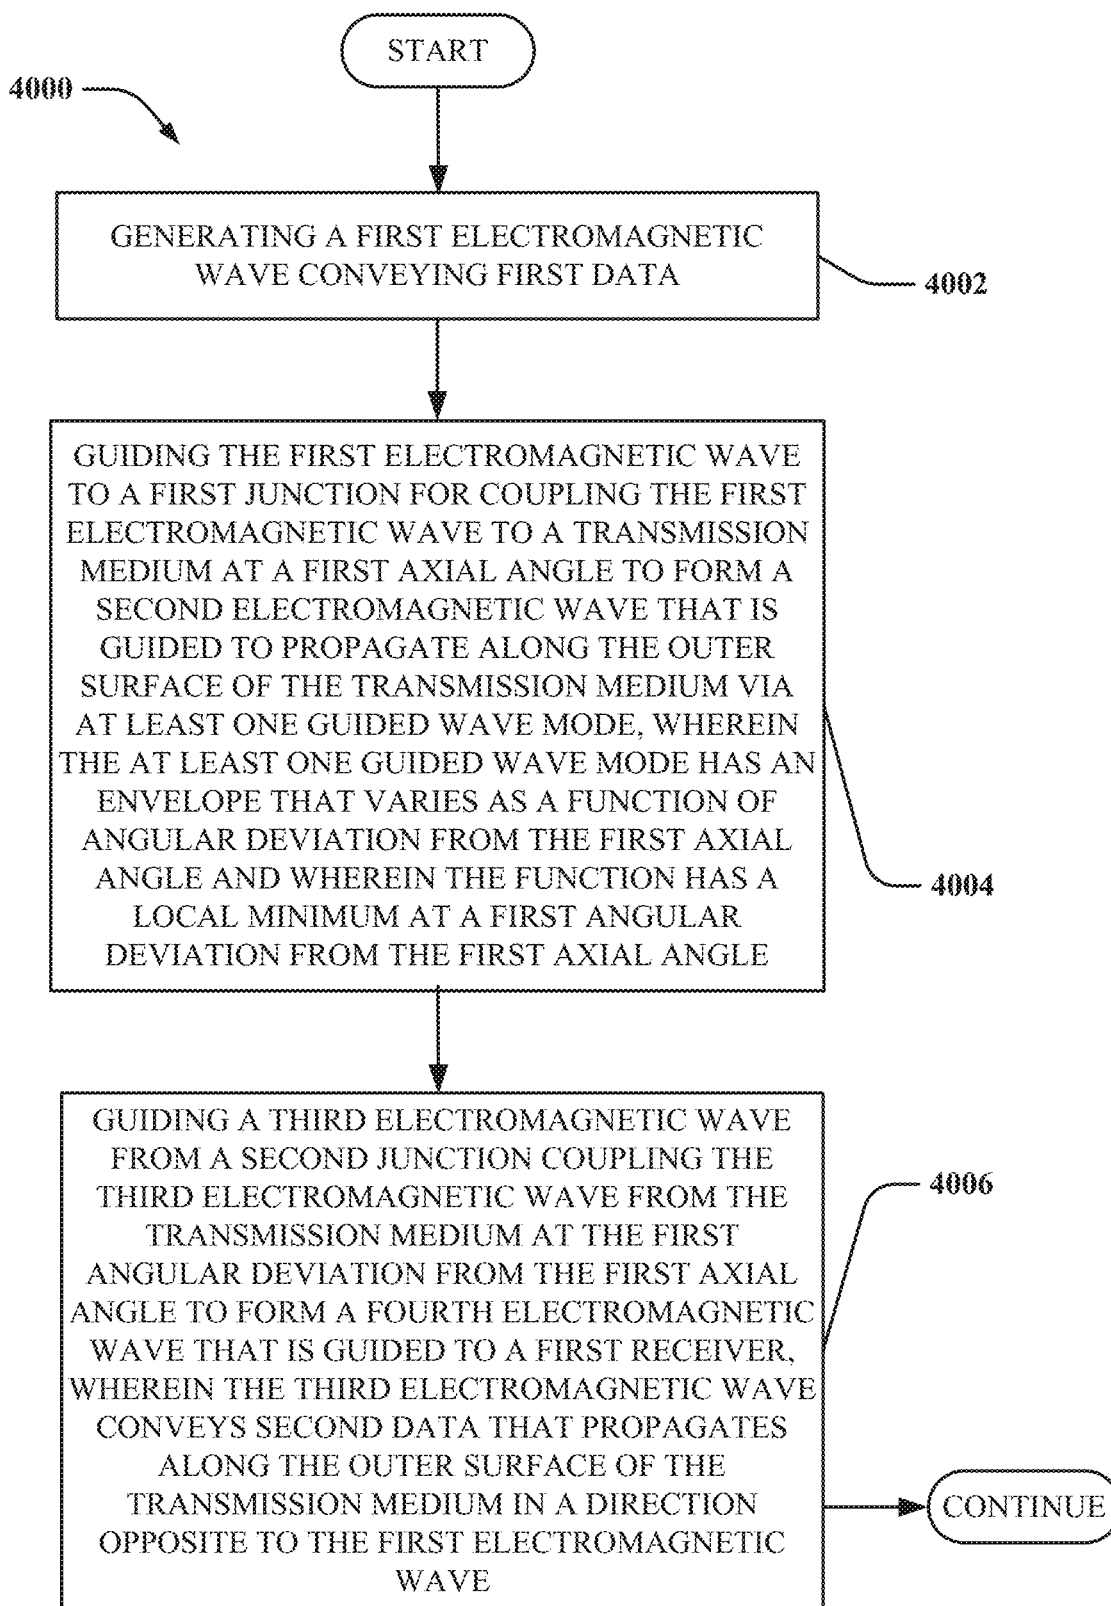 START
4000
GENERATING A FIRST ELECTROMAGNETIC
WAVE CONVEYING FIRST DATA
4002
GUIDING THE FIRST ELECTROMAGNETIC WAVE
TO A FIRST JUNCTION FOR COUPLING THE FIRST
ELECTROMAGNETIC WAVE TO A TRANSMISSION
MEDIUM AT A FIRST AXIAL ANGLE TO FORM A
SECOND ELECTROMAGNETIC WAVE THAT IS
GUIDED TO PROPAGATE ALONG THE OUTER
SURFACE OF THE TRANSMISSION MEDIUM VIA
AT LEAST ONE GUIDED WAVE MODE, WHEREIN
THE AT LEAST ONE GUIDED WAVE MODE HAS AN
ENVELOPE THAT VARIES AS A FUNCTION OF
ANGULAR DEVIATION FROM THE FIRST AXIAL
ANGLE AND WHEREIN THE FUNCTION HAS A
LOCAL MINIMUM AT A FIRST ANGULAR
DEVIATION FROM THE FIRST AXIAL ANGLE
4004
GUIDING A THIRD ELECTROMAGNETIC WAVE
FROM A SECOND JUNCTION COUPLING THE
THIRD ELECTROMAGNETIC WAVE FROM THE
TRANSMISSION MEDIUM AT THE FIRST
ANGULAR DEVIATION FROM THE FIRST AXIAL
ANGLE TO FORM A FOURTH ELECTROMAGNETIC
WAVE THAT IS GUIDED TO A FIRST RECEIVER,
WHEREIN THE THIRD ELECTROMAGNETIC WAVE
CONVEYS SECOND DATA THAT PROPAGATES
ALONG THE OUTER SURFACE OF THE
TRANSMISSION MEDIUM IN A DIRECTION
OPPOSITE TO THE FIRST ELECTROMAGNETIC
WAVE
4006
CONTINUE